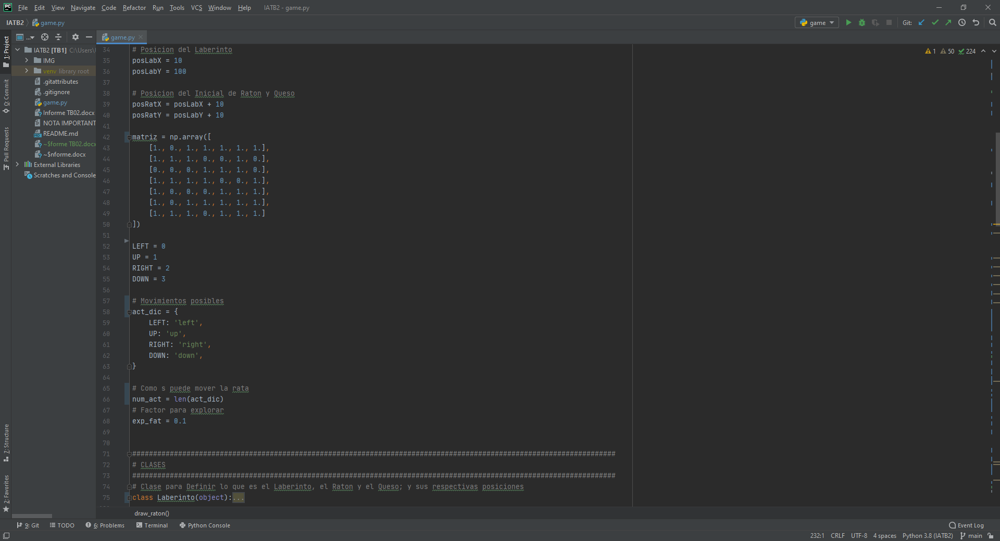 PC File Edit View Navigate Code Refactor Run Tools VCS Window Help IATB2 - game.py
IATB2 game.py game Git:
... game.py
1: Project
0: Commit
Pull Requests
7: Structure
2: Favorites
IATB2 [TB1] C:\Users\
IMG
venv library root
.gitattributes
.gitignore
game.py
Informe TB02.docx
NOTA IMPORTANT
README.md
~$forme TB02.docx
~$nforme.docx
External Libraries
Scratches and Console
1 50 224
34 # Posicion del Laberinto
35 posLabX = 10
36 posLabY = 100
37
38 # Posicion del Inicial de Raton y Queso
39 posRatX = posLabX + 10
40 posRatY = posLabY + 10
41
42 matriz = np.array([
43     [1., 0., 1., 1., 1., 1., 1.],
44     [1., 1., 1., 0., 0., 1., 0.],
45     [0., 0., 0., 1., 1., 1., 0.],
46     [1., 1., 1., 1., 0., 0., 1.],
47     [1., 0., 0., 0., 1., 1., 1.],
48     [1., 0., 1., 1., 1., 1., 1.],
49     [1., 1., 1., 0., 1., 1., 1.]
50 ])
51
52 LEFT = 0
53 UP = 1
54 RIGHT = 2
55 DOWN = 3
56
57 # Movimientos posibles
58 act_dic = {
59     LEFT: 'left',
60     UP: 'up',
61     RIGHT: 'right',
62     DOWN: 'down',
63 }
64
65 # Como s puede mover la rata
66 num_act = len(act_dic)
67 # Factor para explorar
68 exp_fat = 0.1
69
70
71 ####################################################################################################################
72 # CLASES
73 ####################################################################################################################
74 # Clase para Definir lo que es el Laberinto, el Raton y el Queso; y sus respectivas posiciones
75 class Laberinto(object):...
draw_raton()
9: Git TODO 6: Problems Terminal Python Console Event Log
232:1 CRLF UTF-8 4 spaces Python 3.8 (IATB2) main